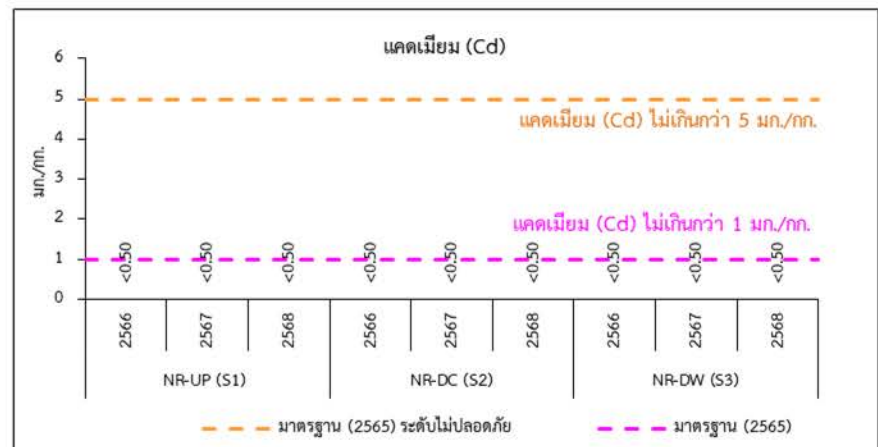 แคดเมียม (Cd)
6
5
4
3
2
1
0
มก./กก.
แคดเมียม (Cd) ไม่เกินกว่า 5 มก./กก.
แคดเมียม (Cd) ไม่เกินกว่า 1 มก./กก.
<0.50 <0.50 <0.50 <0.50 <0.50 <0.50 <0.50 <0.50 <0.50
2566 2567 2568 2566 2567 2568 2566 2567 2568
NR-UP (S1) NR-DC (S2) NR-DW (S3)
มาตรฐาน (2565) ระดับไม่ปลอดภัย มาตรฐาน (2565)